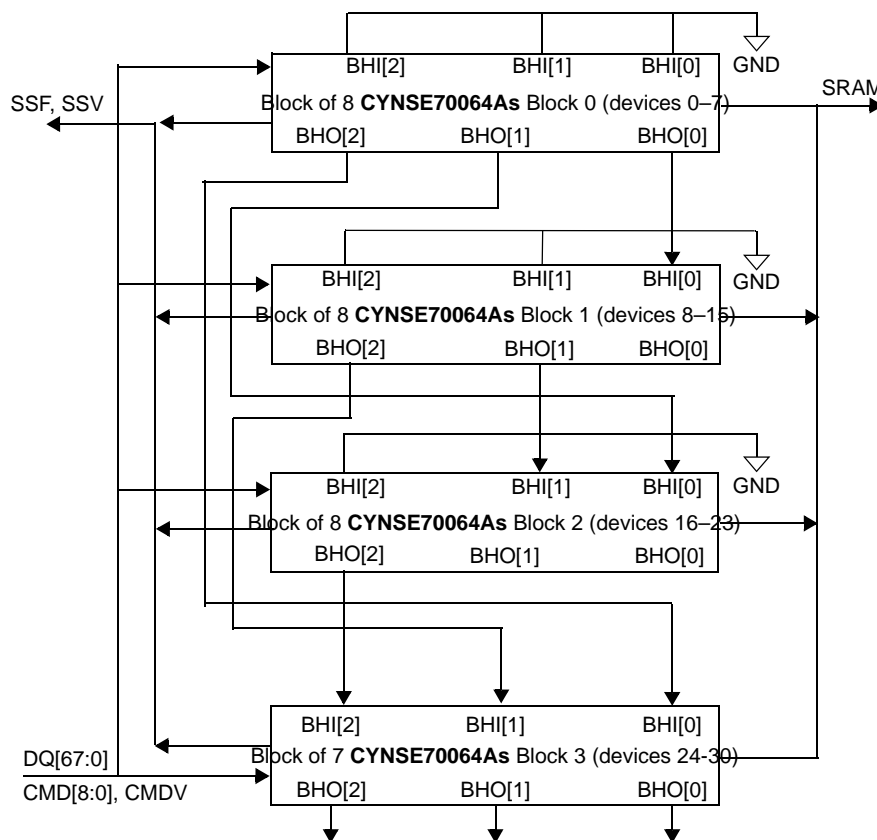 BHI[2] BHI[1] BHI[0] GND
SSF, SSV SRAM
Block of 8 CYNSE70064As Block 0 (devices 0–7)
BHO[2] BHO[1] BHO[0]
BHI[2] BHI[1] BHI[0] GND
Block of 8 CYNSE70064As Block 1 (devices 8–15)
BHO[2] BHO[1] BHO[0]
BHI[2] BHI[1] BHI[0] GND
Block of 8 CYNSE70064As Block 2 (devices 16–23)
BHO[2] BHO[1] BHO[0]
BHI[2] BHI[1] BHI[0]
DQ[67:0] Block of 7 CYNSE70064As Block 3 (devices 24-30)
CMD[8:0], CMDV BHO[2] BHO[1] BHO[0]